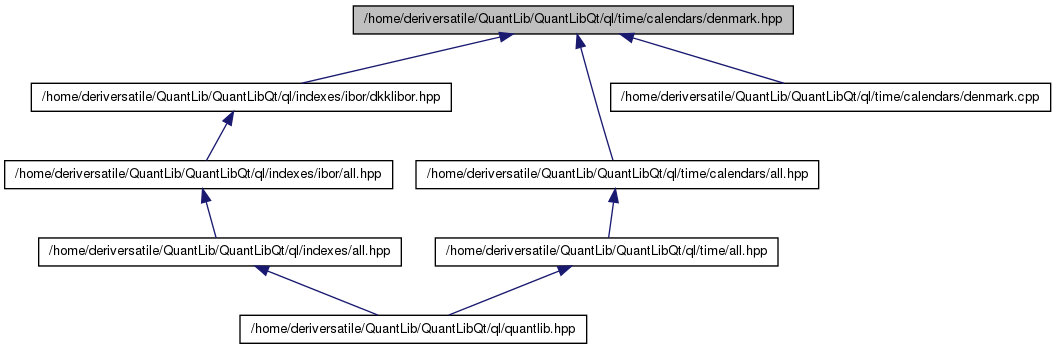 /home/deriversatile/QuantLib/QuantLibQt/ql/time/calendars/denmark.hpp
/home/deriversatile/QuantLib/QuantLibQt/ql/indexes/ibor/dkklibor.hpp
/home/deriversatile/QuantLib/QuantLibQt/ql/time/calendars/denmark.cpp
/home/deriversatile/QuantLib/QuantLibQt/ql/indexes/ibor/all.hpp
/home/deriversatile/QuantLib/QuantLibQt/ql/time/calendars/all.hpp
/home/deriversatile/QuantLib/QuantLibQt/ql/indexes/all.hpp
/home/deriversatile/QuantLib/QuantLibQt/ql/time/all.hpp
/home/deriversatile/QuantLib/QuantLibQt/ql/quantlib.hpp